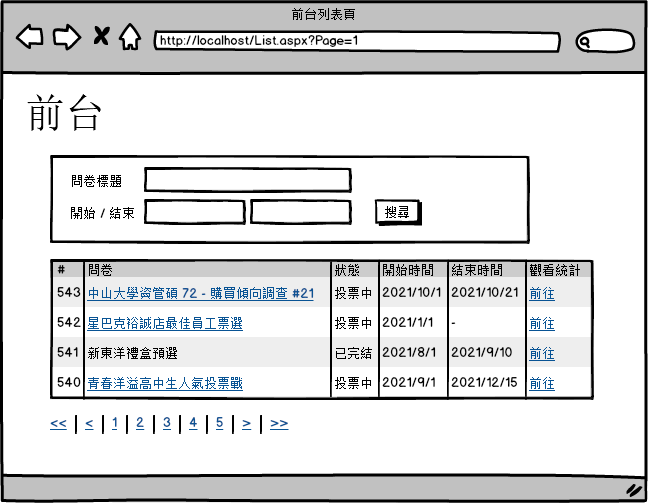 前台列表頁
http://localhost/List.aspx?Page=1
前台
問卷標題
開始 / 結束 搜尋
# 問卷 狀態 開始時間 結束時間 觀看統計
543 中山大學資管碩 72 - 購買傾向調查 #21 投票中 2021/10/1 2021/10/21 前往
542 星巴克裕誠店最佳員工票選 投票中 2021/1/1 - 前往
541 新東洋禮盒預選 已完結 2021/8/1 2021/9/10 前往
540 青春洋溢高中生人氣投票戰 投票中 2021/9/1 2021/12/15 前往
<< | < | 1 | 2 | 3 | 4 | 5 | > | >>